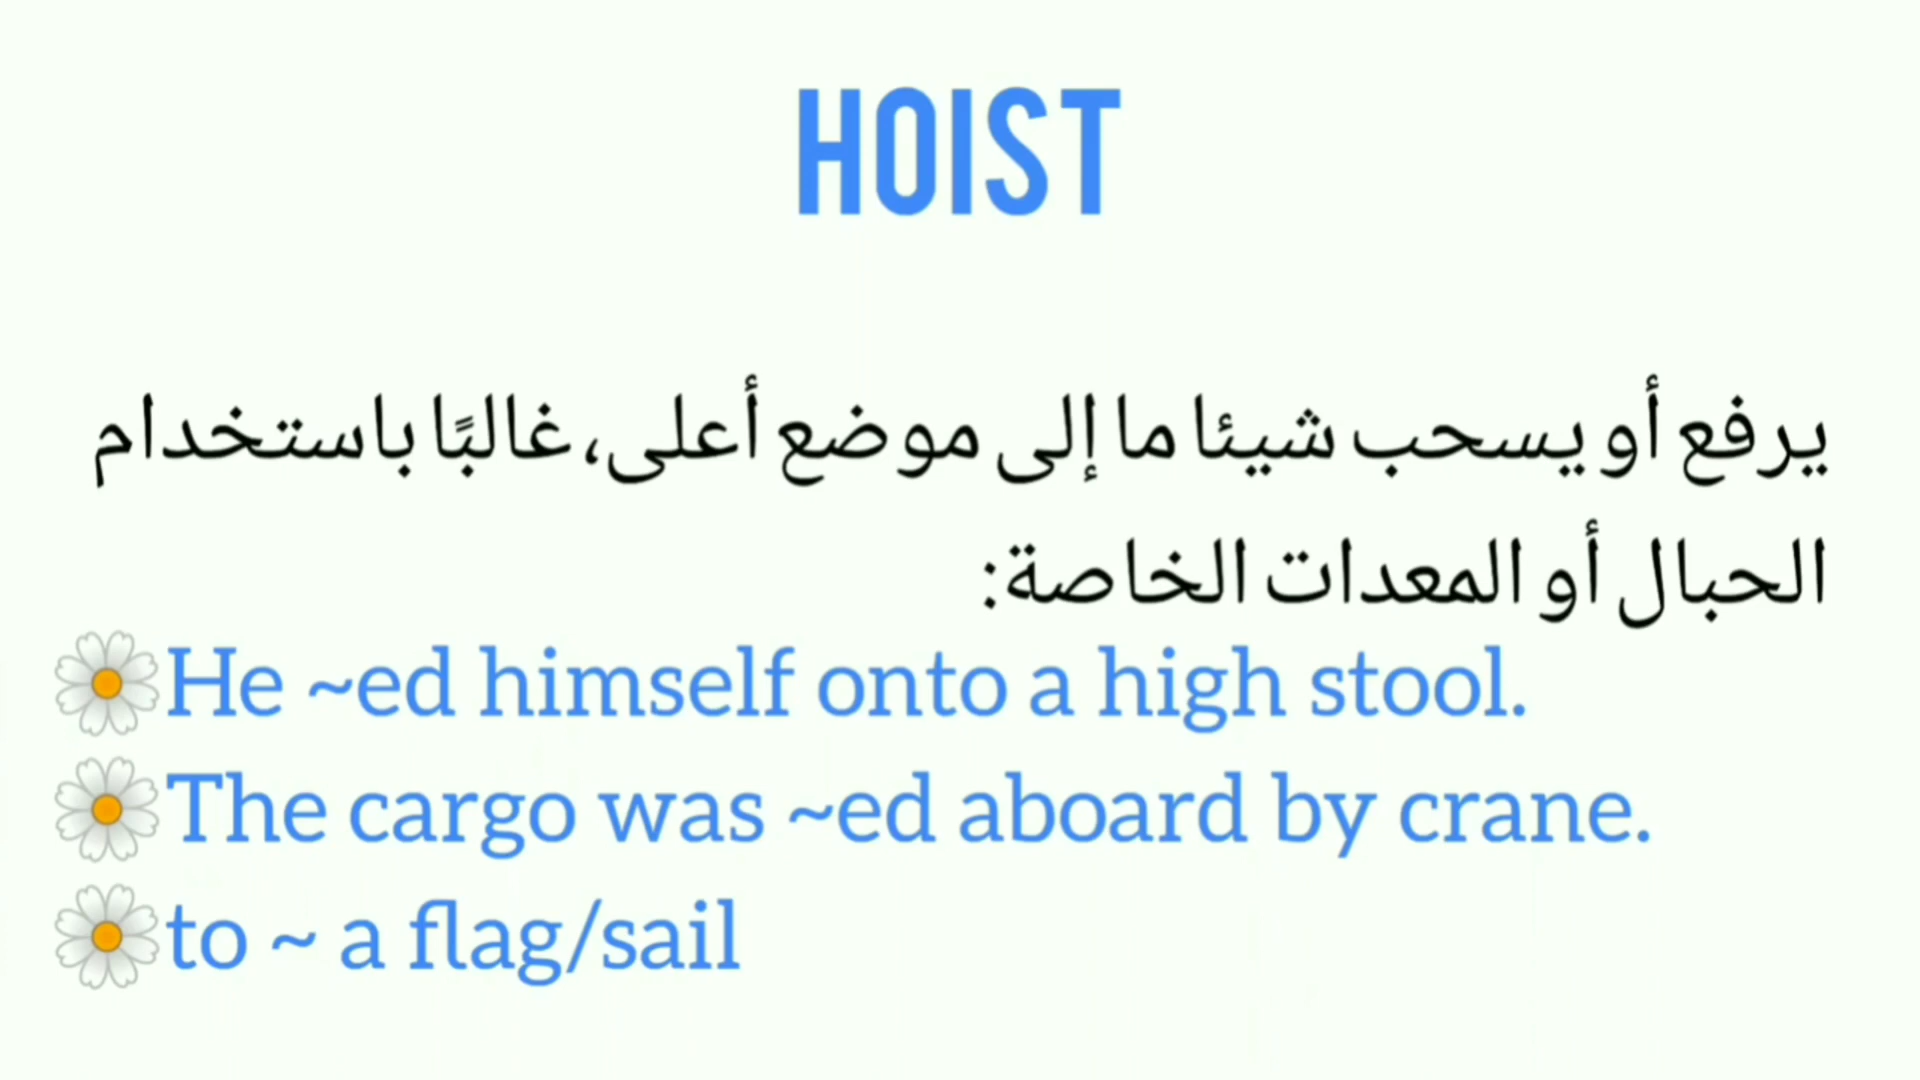 HOIST
يرفع أو يسحب شيئا ما إلى موضع أعلى، غالبًا باستخدام
الحبال أو المعدات الخاصة:
He ~ed himself onto a high stool.
The cargo was ~ed aboard by crane.
to ~ a flag/sail